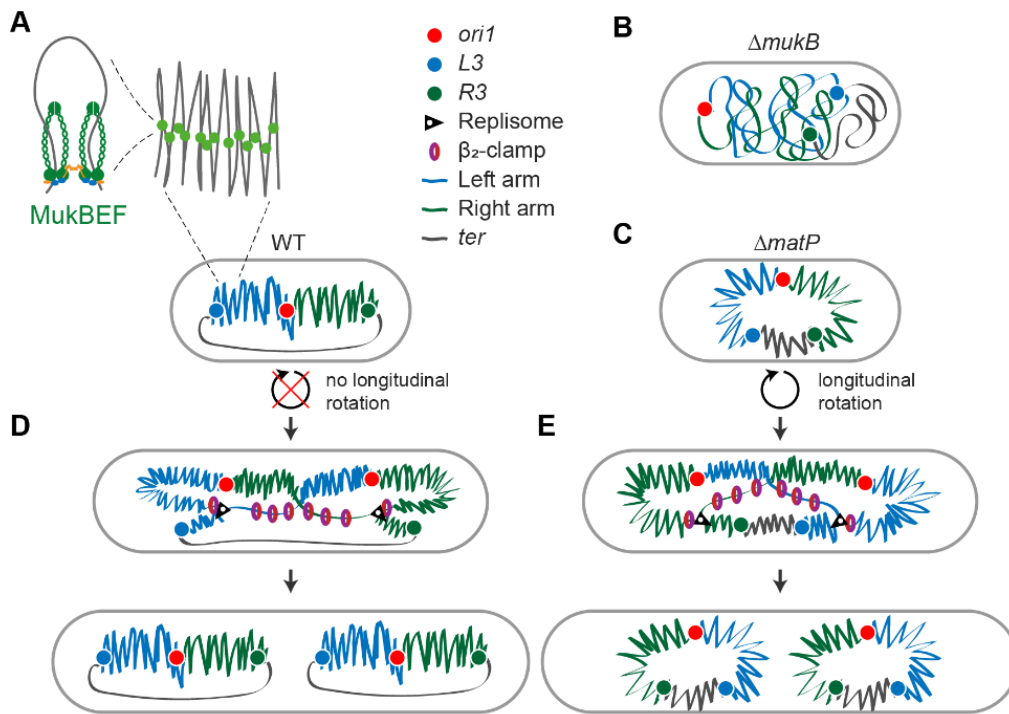 A
MukBEF
WT
ori1
L3
R3
Replisome
β₂-clamp
Left arm
Right arm
ter
B
ΔmukB
C
ΔmatP
no longitudinal
rotation
longitudinal
rotation
D
E